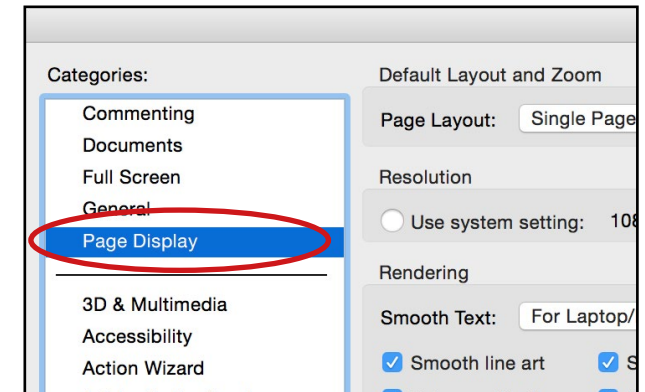 Categories:
Commenting
Documents
Full Screen
General
Page Display
3D & Multimedia
Accessibility
Action Wizard
Default Layout and Zoom
Page Layout: Single Page
Resolution
Use system setting: 108
Rendering
Smooth Text: For Laptop/
Smooth line art S